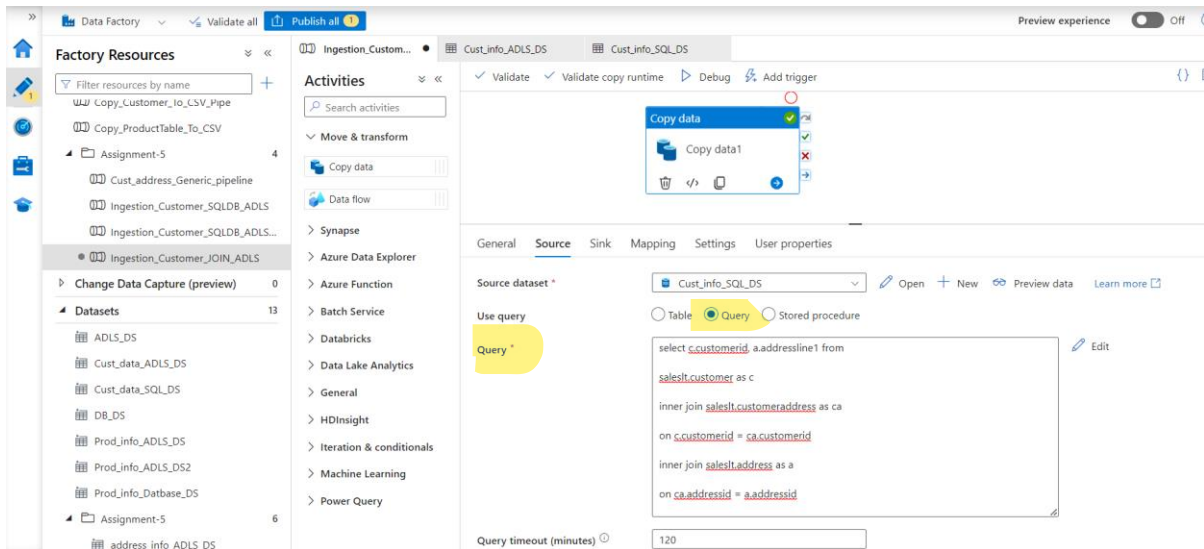 Data Factory
Validate all
Publish all 1
Preview experience
Off
Factory Resources
Filter resources by name
Copy_Customer_To_CSV_Pipe
Copy_ProductTable_To_CSV
Assignment-5 4
Cust_address_Generic_pipeline
Ingestion_Customer_SQLDB_ADLS
Ingestion_Customer_SQLDB_ADLS...
Ingestion_Customer_JOIN_ADLS
Change Data Capture (preview) 0
Datasets 13
ADLS_DS
Cust_data_ADLS_DS
Cust_data_SQL_DS
DB_DS
Prod_info_ADLS_DS
Prod_info_ADLS_DS2
Prod_info_Datbase_DS
Assignment-5 6
address_info_ADLS_DS
Ingestion_Custom...
Cust_info_ADLS_DS
Cust_info_SQL_DS
Activities
Search activities
Move & transform
Copy data
Data flow
Synapse
Azure Data Explorer
Azure Function
Batch Service
Databricks
Data Lake Analytics
General
HDInsight
Iteration & conditionals
Machine Learning
Power Query
Validate
Validate copy runtime
Debug
Add trigger
{ }
Copy data
Copy data1
</>
General Source Sink Mapping Settings User properties
Source dataset *
Cust_info_SQL_DS
Open
New
Preview data
Learn more
Use query
Table Query Stored procedure
Query *
select c.customerid, a.addressline1 from
saleslt.customer as c
inner join saleslt.customeraddress as ca
on c.customerid = ca.customerid
inner join saleslt.address as a
on ca.addressid = a.addressid
Edit
Query timeout (minutes)
120